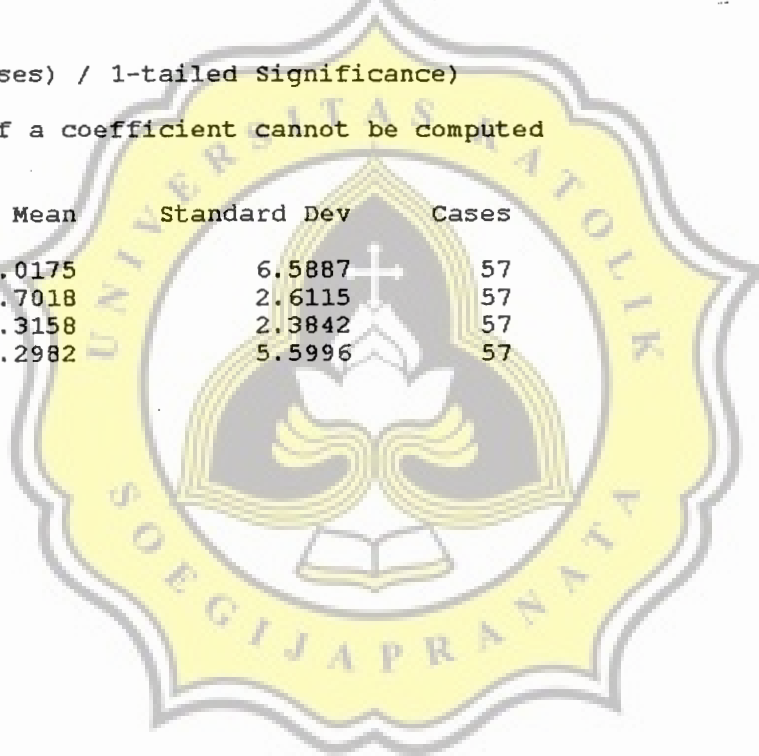 ses) / 1-tailed Significance)
f a coefficient cannot be computed
Mean Standard Dev Cases
.0175 6.5887 57
.7018 2.6115 57
.3158 2.3842 57
.2982 5.5996 57
UNIVERSITAS KATOLIK
SOEGIJAPRANATA